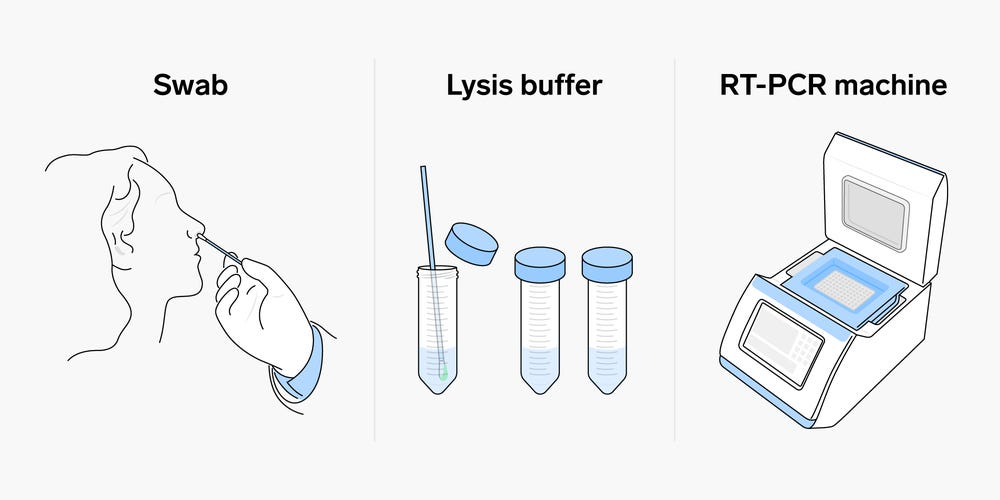 Swab
Lysis buffer
RT-PCR machine